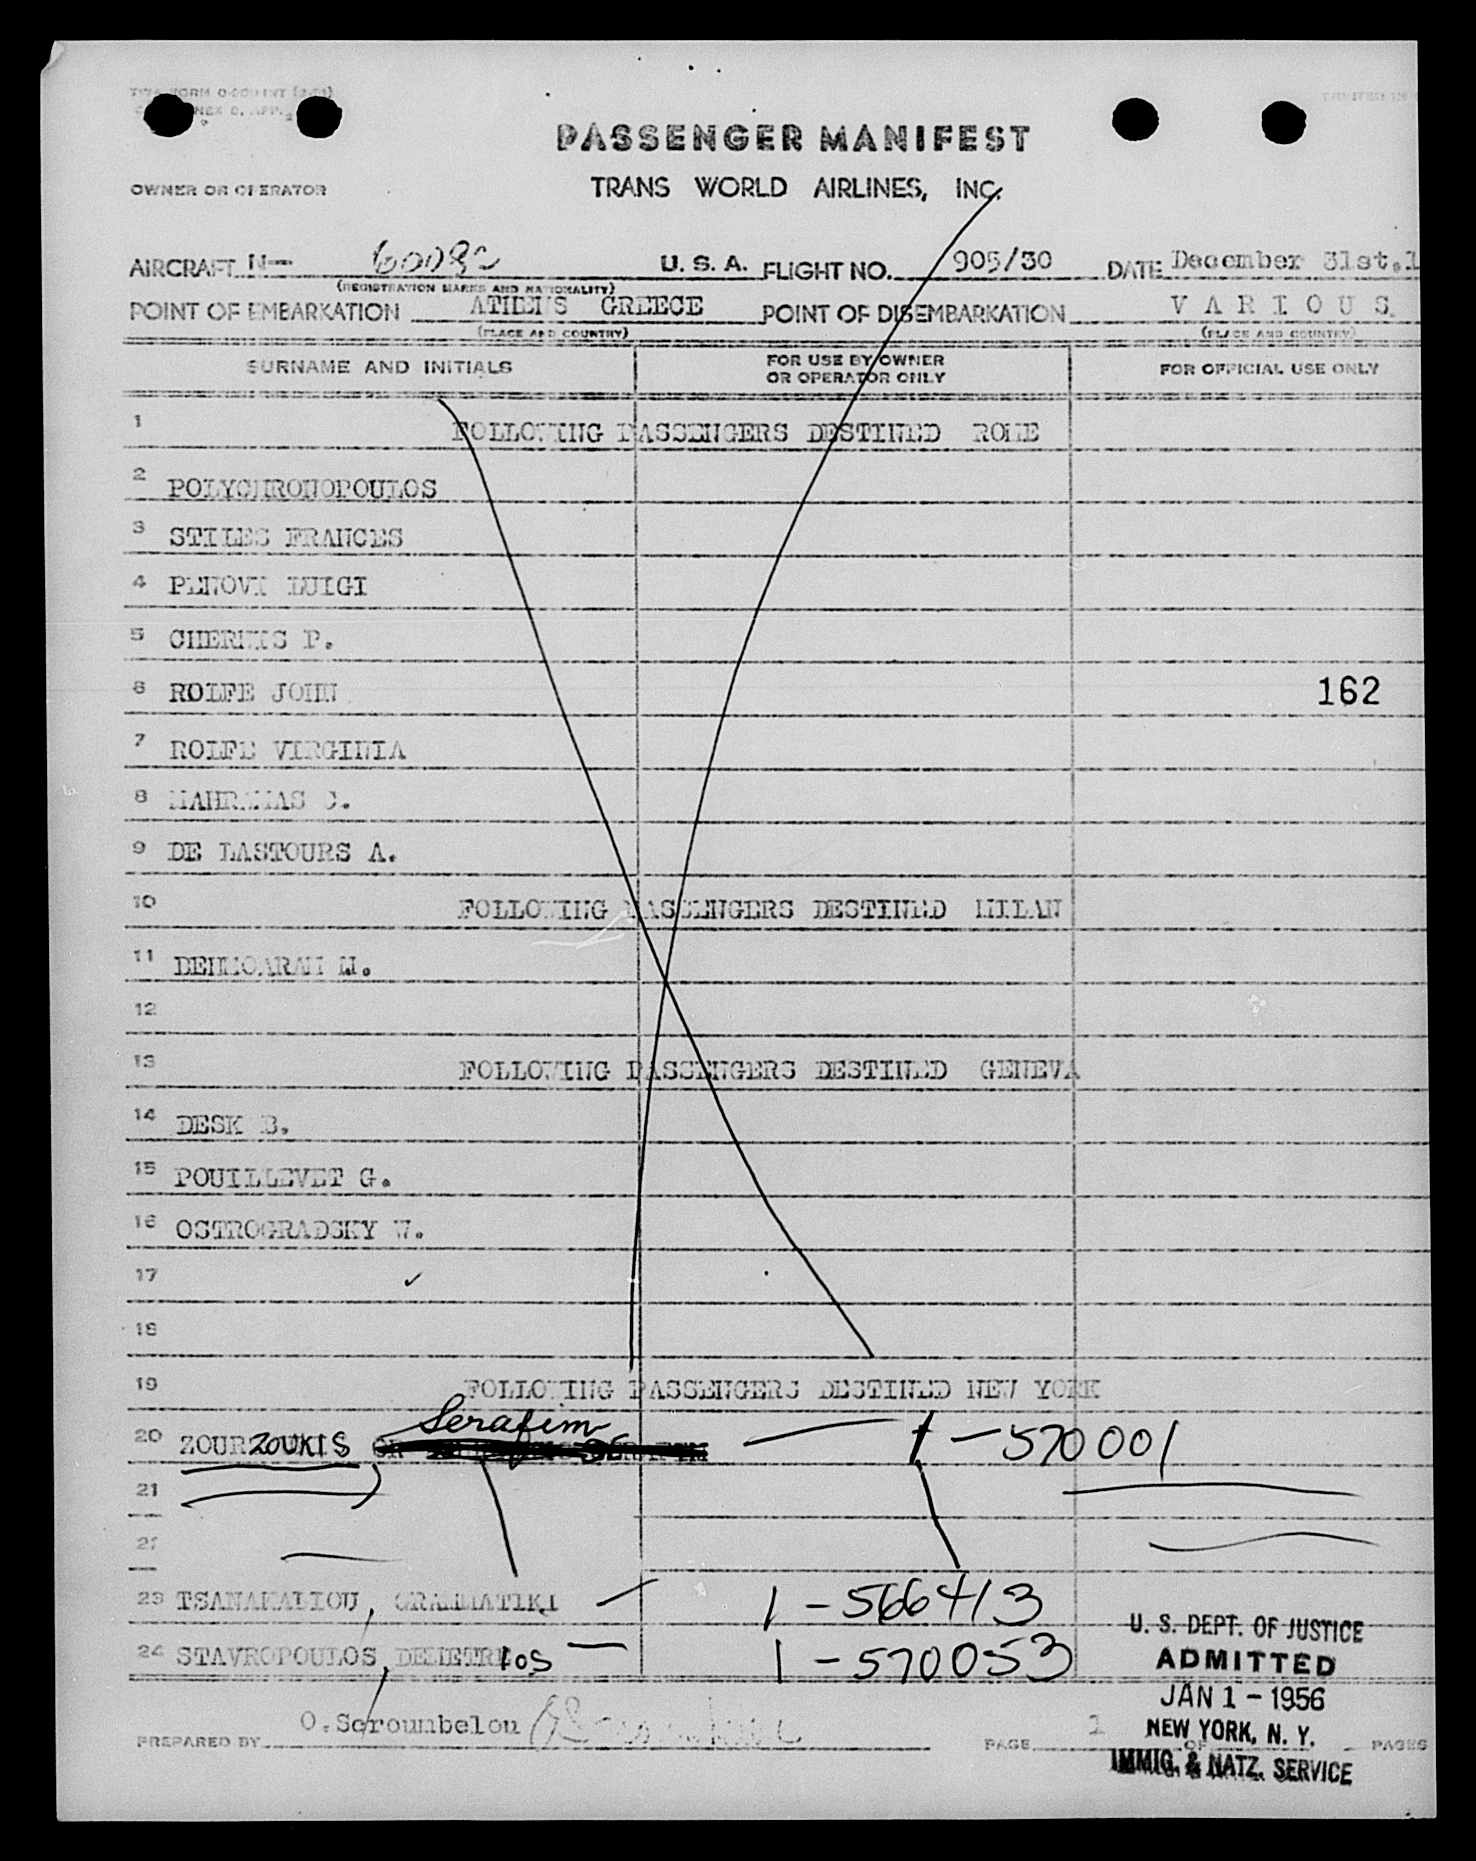 PASSENGER MANIFEST
OWNER OR OPERATOR
TRANS WORLD AIRLINES, INC.
AIRCRAFT N- U. S. A. FLIGHT NO. 905/30 DATE December 31st,1
(REGISTRATION MARKS AND NATIONALITY)
POINT OF EMBARKATION ATHENS GREECE POINT OF DISEMBARKATION VARIOUS
(PLACE AND COUNTRY) (PLACE AND COUNTRY)
SURNAME AND INITIALS FOR USE BY OWNER OR OPERATOR ONLY FOR OFFICIAL USE ONLY
1 FOLLOWING PASSENGERS DESTINED ROME
2 POLYCHRONOPOULOS
3 STILES FRANCES
4 LUIGI
5 P.
6 ROLFE JOHN 162
7 ROLFE VIRGINIA
8
9 DE LASTOURS A.
10 FOLLOWING PASSENGERS DESTINED MILAN
11 M.
12
13 FOLLOWING PASSENGERS DESTINED GENEVA
14 DESK B.
15 POUILLEVET G.
16 OSTROGRADSKY W.
17
18
19 FOLLOWING PASSENGERS DESTINED NEW YORK
Serafim
20 ZOUR ZOUKIS 1-570001
21
22
23 TSANAKALIOU, GRAMMATIKI 1-566413
24 STAVROPOULOS, DEMETRIOS 1-570053
U. S. DEPT. OF JUSTICE
ADMITTED
JAN 1 - 1956
NEW YORK, N. Y.
IMMIG. & NATZ. SERVICE
O.Scroumbelou
PREPARED BY PAGE 1 OF PAGES